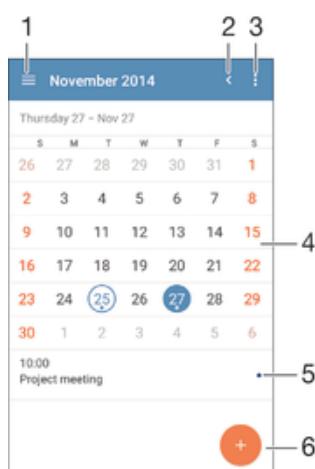 1 2 3
November 2014
Thursday 27 - Nov 27
S M T W T F S
26 27 28 29 30 31 1
2 3 4 5 6 7 8
9 10 11 12 13 14 15
4
16 17 18 19 20 21 22
23 24 25 26 27 28 29
30 1 2 3 4 5 6
10:00
Project meeting
5
+
6